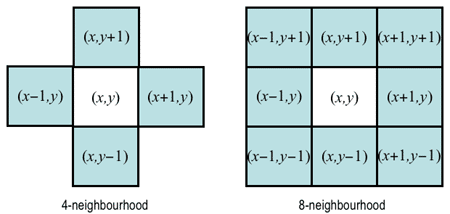 (x,y+1)
(x−1,y) (x,y) (x+1,y)
(x,y−1)
4-neighbourhood
(x−1,y+1) (x,y+1) (x+1,y+1)
(x−1,y) (x,y) (x+1,y)
(x−1,y−1) (x,y−1) (x+1,y−1)
8-neighbourhood